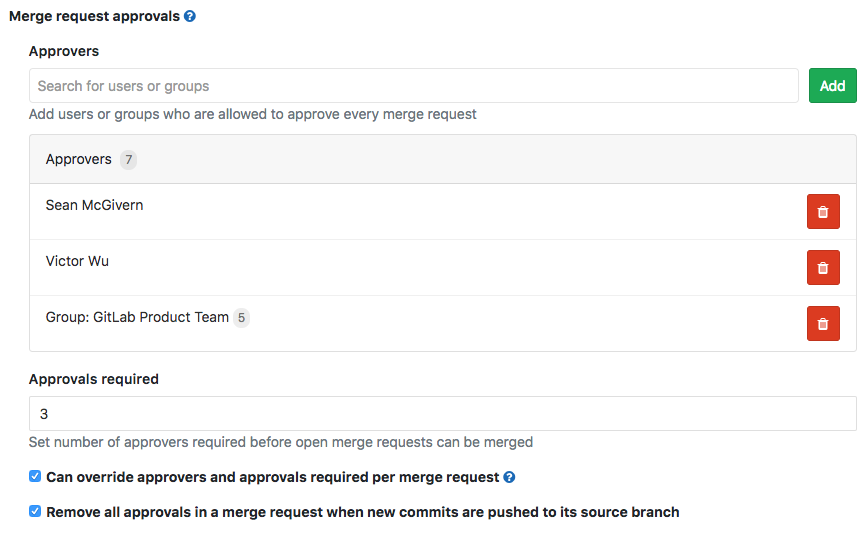 Merge request approvals ?
Approvers
Search for users or groups
Add
Add users or groups who are allowed to approve every merge request
Approvers 7
Sean McGivern
Victor Wu
Group: GitLab Product Team 5
Approvals required
3
Set number of approvers required before open merge requests can be merged
Can override approvers and approvals required per merge request ?
Remove all approvals in a merge request when new commits are pushed to its source branch